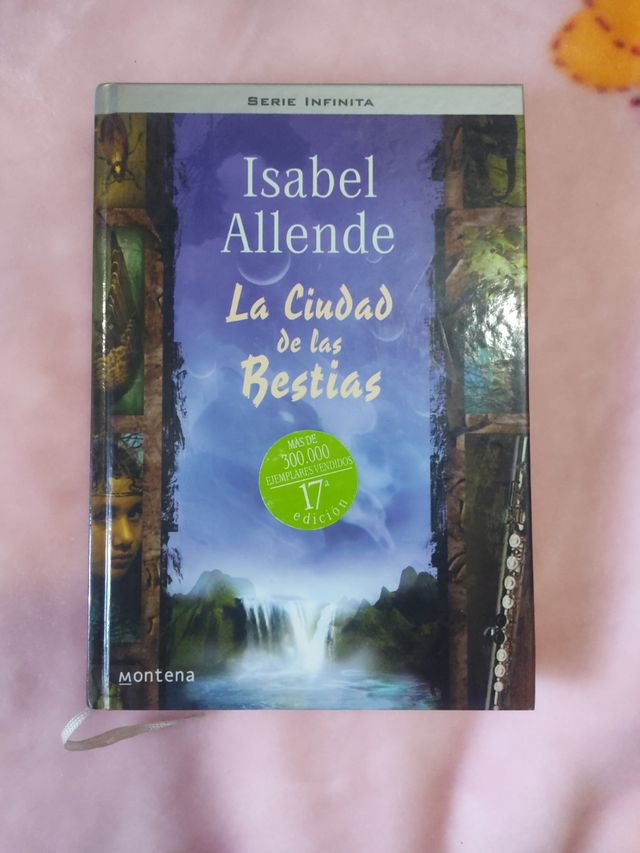 SERIE INFINITA
Isabel
Allende
La Ciudad
de las
Bestias
MÁS DE
300.000
EJEMPLARES VENDIDOS
17ª
edición
Montena